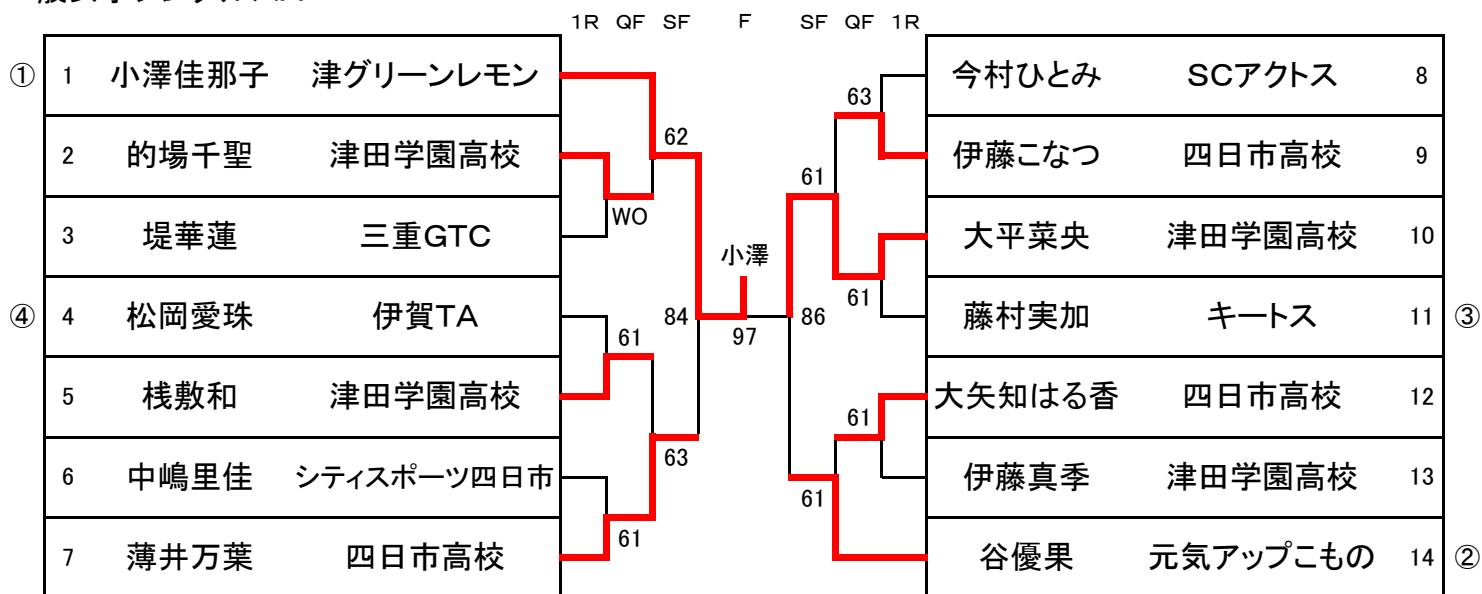 1R QF SF F SF QF 1R
① 1 小澤佳那子 津グリーンレモン
今村ひとみ SCアクトス 8
63
62
2 的場千聖 津田学園高校
伊藤こなつ 四日市高校 9
61
WO
3 堤華蓮 三重GTC
大平菜央 津田学園高校 10
小澤
61
④ 4 松岡愛珠 伊賀TA
84
97
86
藤村実加 キートス 11 ③
61
5 桟敷和 津田学園高校
大矢知はる香 四日市高校 12
61
63
6 中嶋里佳 シティスポーツ四日市
61
伊藤真季 津田学園高校 13
61
7 薄井万葉 四日市高校
谷優果 元気アップこもの 14 ②